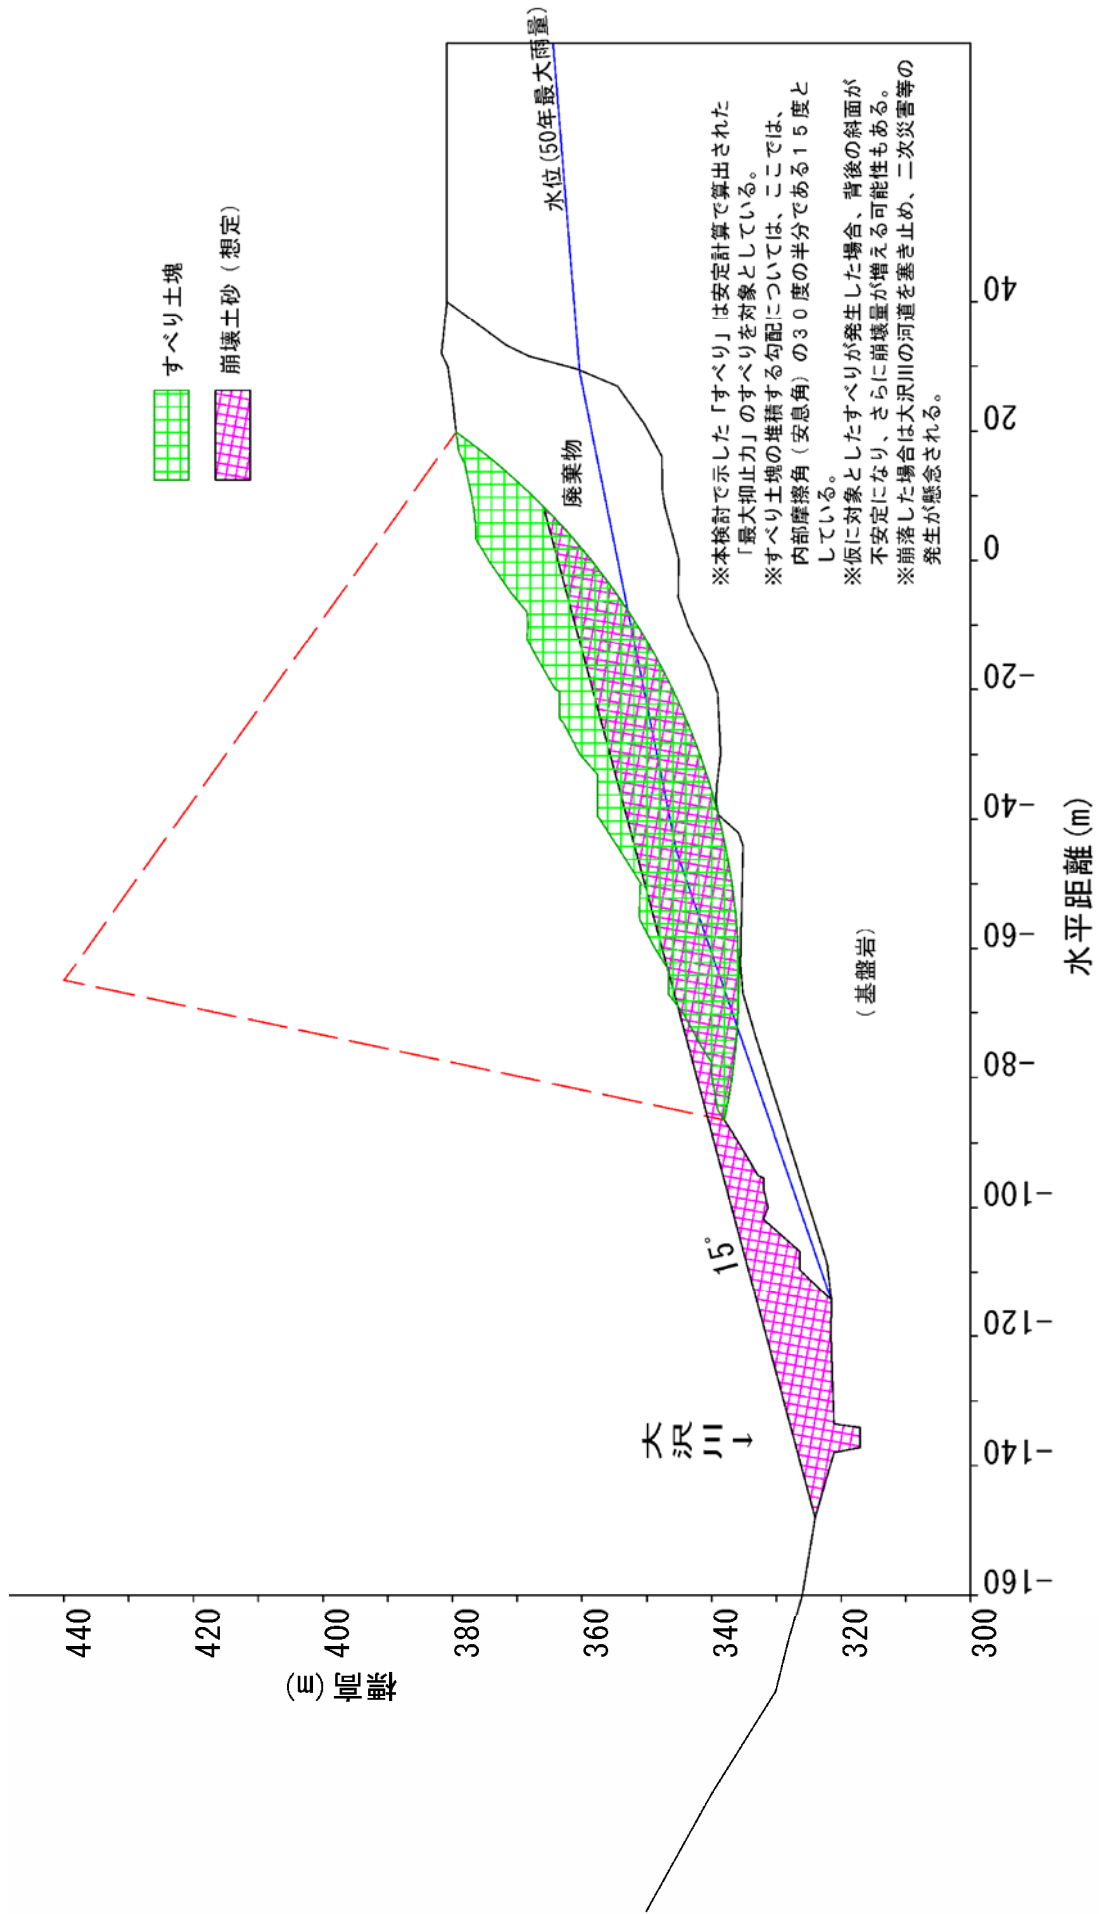 すべり土塊
崩壊土砂（想定）
水位(50年最大雨量)
廃棄物
※本検討で示した「すべり」は安定計算で算出された
「最大抑止力」のすべりを対象としている。
※すべり土塊の堆積する勾配については、ここでは、
内部摩擦角（安息角）の３０度の半分である１５度と
している。
※仮に対象としたすべりが発生した場合、背後の斜面が
不安定になり、さらに崩壊量が増える可能性もある。
※崩落した場合は大沢川の河道を塞き止め、二次災害等の
発生が懸念される。
（基盤岩）
15°
大沢川
↓
標高(m)
440
420
400
380
360
340
320
300
-160
-140
-120
-100
-80
-60
-40
-20
0
20
40
水平距離(m)